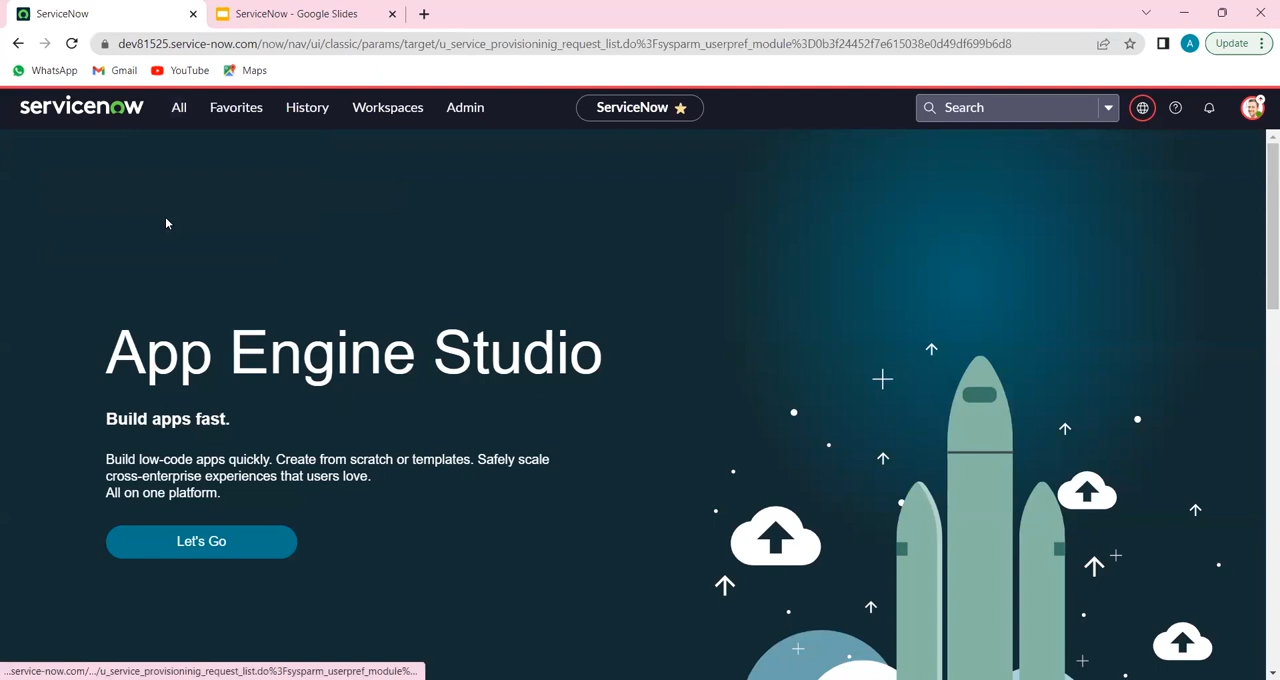 ServiceNow
ServiceNow - Google Slides
dev81525.service-now.com/now/nav/ui/classic/params/target/u_service_provisioninig_request_list.do%3Fsysparm_userpref_module%3D0b3f24452f7e615038e0d49df699b6d8
A
Update
WhatsApp
Gmail
YouTube
Maps
servicenow
All
Favorites
History
Workspaces
Admin
ServiceNow
Search
App Engine Studio
Build apps fast.
Build low-code apps quickly. Create from scratch or templates. Safely scale
cross-enterprise experiences that users love.
All on one platform.
Let's Go
...service-now.com/.../u_service_provisioninig_request_list.do%3Fsysparm_userpref_module%...